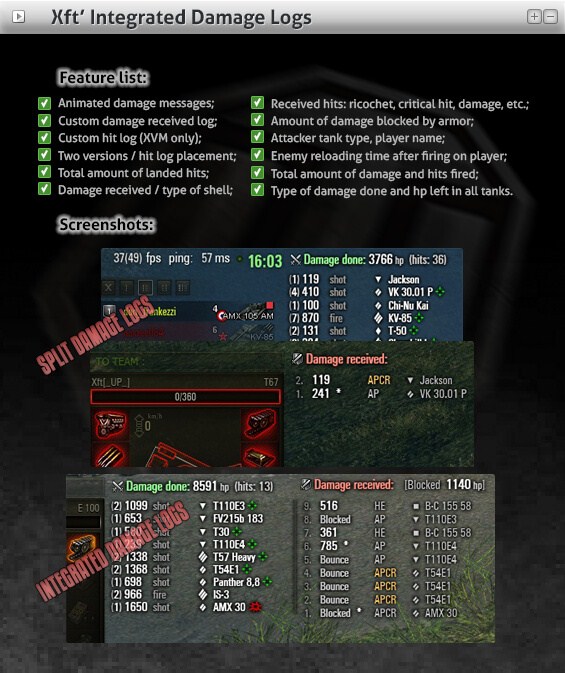 Xft' Integrated Damage Logs
Feature list:
Animated damage messages;
Custom damage received log;
Custom hit log (XVM only);
Two versions / hit log placement;
Total amount of landed hits;
Damage received / type of shell;
Received hits: ricochet, critical hit, damage, etc.;
Amount of damage blocked by armor;
Attacker tank type, player name;
Enemy reloading time after firing on player;
Total amount of damage and hits fired;
Type of damage done and hp left in all tanks.
Screenshots:
SPLIT DAMAGE LOGS
37(49) fps ping: 57 ms 16:03
4 AMX 105 AM
6 KV-85
Damage done: 3766 hp (hits: 36)
(1) 119 shot Jackson
(4) 410 shot VK 30.01 P
(1) 100 shot Chi-Nu Kai
(7) 870 fire KV-85
(2) 131 shot T-50
TO TEAM:
Xft[_UP_] T67
0/360
km/h
0
Damage received:
2. 119 APCR Jackson
1. 241 * AP VK 30.01 P
INTEGRATED DAMAGE LOGS
E 100
Damage done: 8591 hp (hits: 13)
(2) 1099 shot T110E3
(1) 653 shot FV215b 183
(1) shot T30
shot T110E4
1338 shot T57 Heavy
(2) 1368 shot T54E1
(1) 698 shot Panther 8,8
(2) 966 fire IS-3
(1) 1650 shot AMX 30
Damage received: [Blocked 1140 hp]
9. 516 HE B-C 155 58
8. Blocked AP T110E3
7. 361 HE B-C 155 58
6. 785 * AP T110E4
5. Bounce AP T110E4
4. Bounce APCR T54E1
3. Bounce APCR T54E1
2. Bounce APCR T54E1
1. Blocked * APCR AMX 30